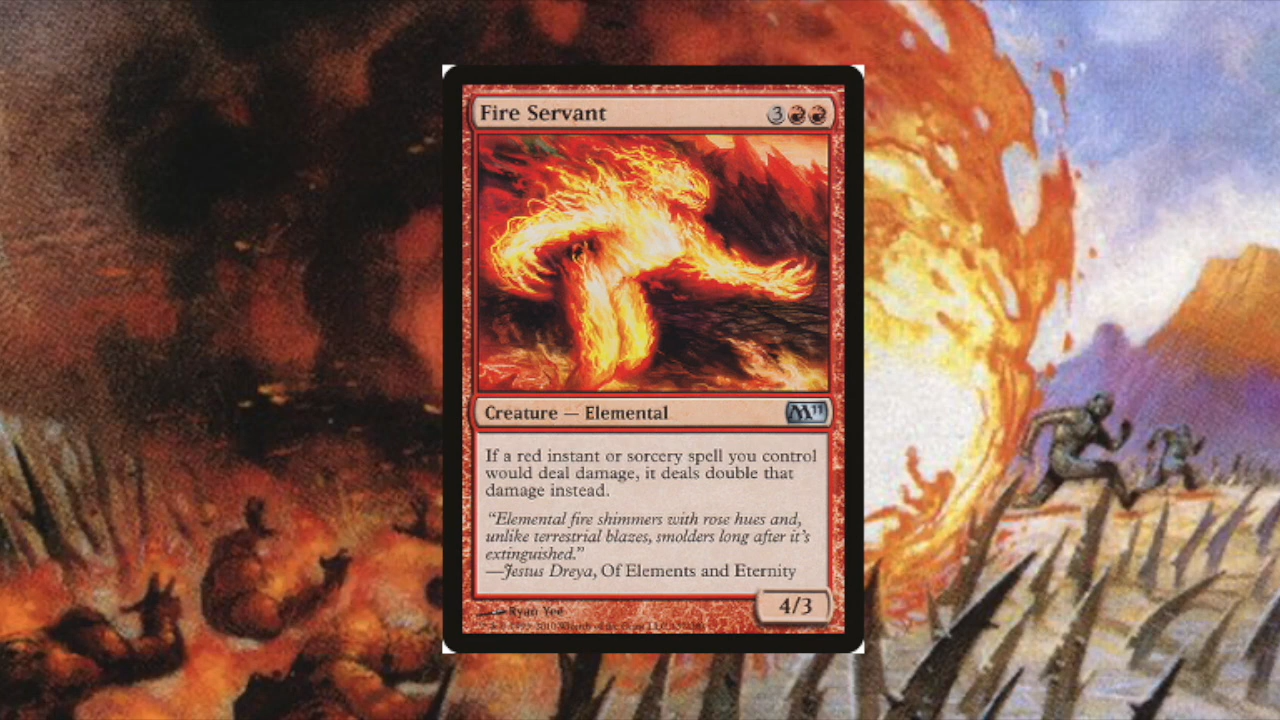 Fire Servant 3
Creature — Elemental M11
If a red instant or sorcery spell you control
would deal damage, it deals double that
damage instead.
“Elemental fire shimmers with rose hues and,
unlike terrestrial blazes, smolders long after it’s
extinguished.”
—Jestus Dreya, Of Elements and Eternity
4/3
Ryan Yee